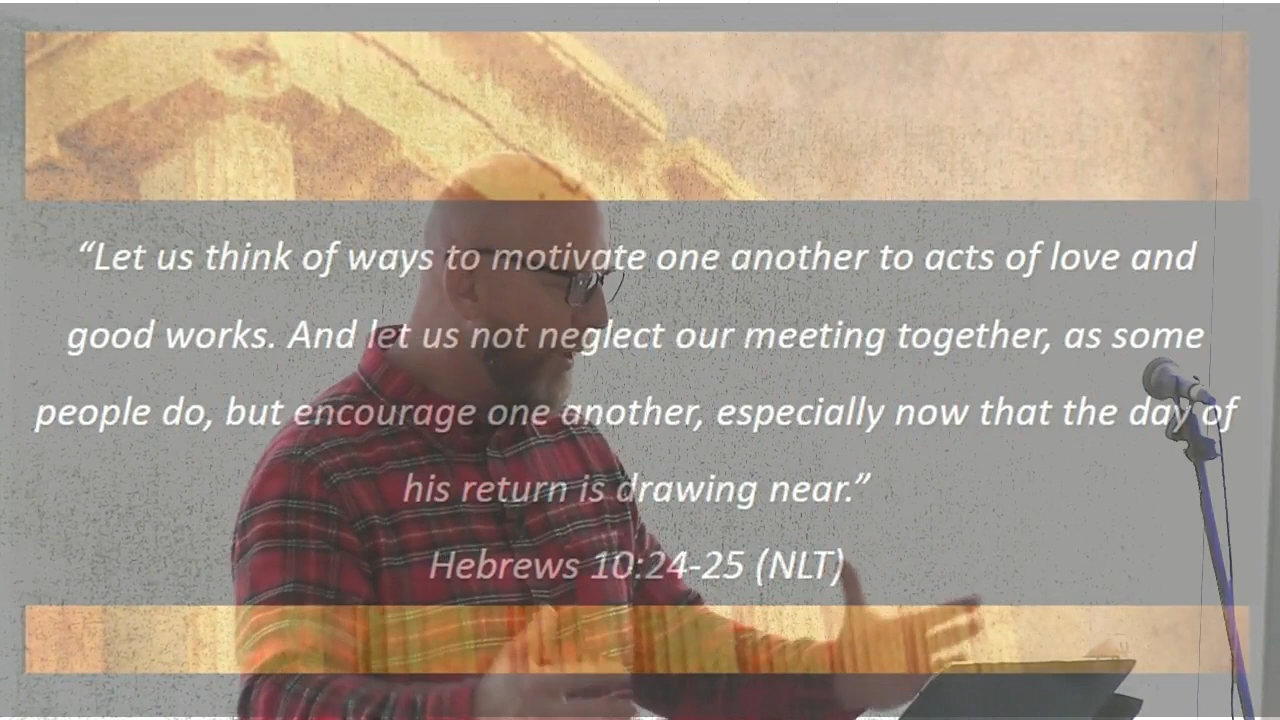 “Let us think of ways to motivate one another to acts of love and
good works. And let us not neglect our meeting together, as some
people do, but encourage one another, especially now that the day of
his return is drawing near.”
Hebrews 10:24-25 (NLT)